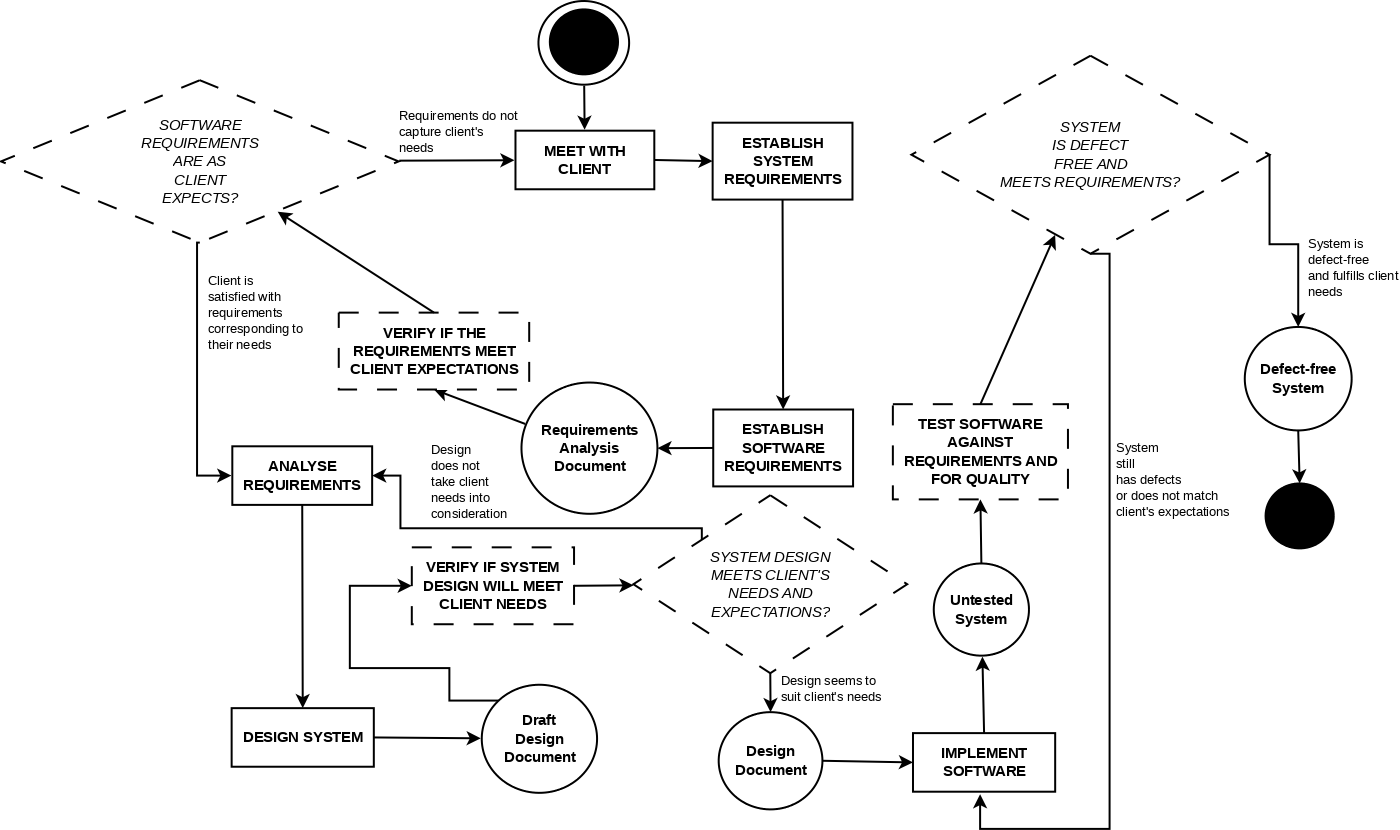 SOFTWARE
REQUIREMENTS
ARE AS
CLIENT
EXPECTS?
Requirements do not
capture client's
needs
MEET WITH
CLIENT
ESTABLISH
SYSTEM
REQUIREMENTS
SYSTEM
IS DEFECT
FREE AND
MEETS REQUIREMENTS?
System is
defect-free
and fulfills client
needs
Client is
satisfied with
requirements
corresponding to
their needs
VERIFY IF THE
REQUIREMENTS MEET
CLIENT EXPECTATIONS
Requirements
Analysis
Document
ESTABLISH
SOFTWARE
REQUIREMENTS
TEST SOFTWARE
AGAINST
REQUIREMENTS AND
FOR QUALITY
Defect-free
System
System
still
has defects
or does not match
client's expectations
ANALYSE
REQUIREMENTS
Design
does not
take client
needs into
consideration
VERIFY IF SYSTEM
DESIGN WILL MEET
CLIENT NEEDS
SYSTEM DESIGN
MEETS CLIENT'S
NEEDS AND
EXPECTATIONS?
Untested
System
Design seems to
suit client's needs
DESIGN SYSTEM
Draft
Design
Document
Design
Document
IMPLEMENT
SOFTWARE